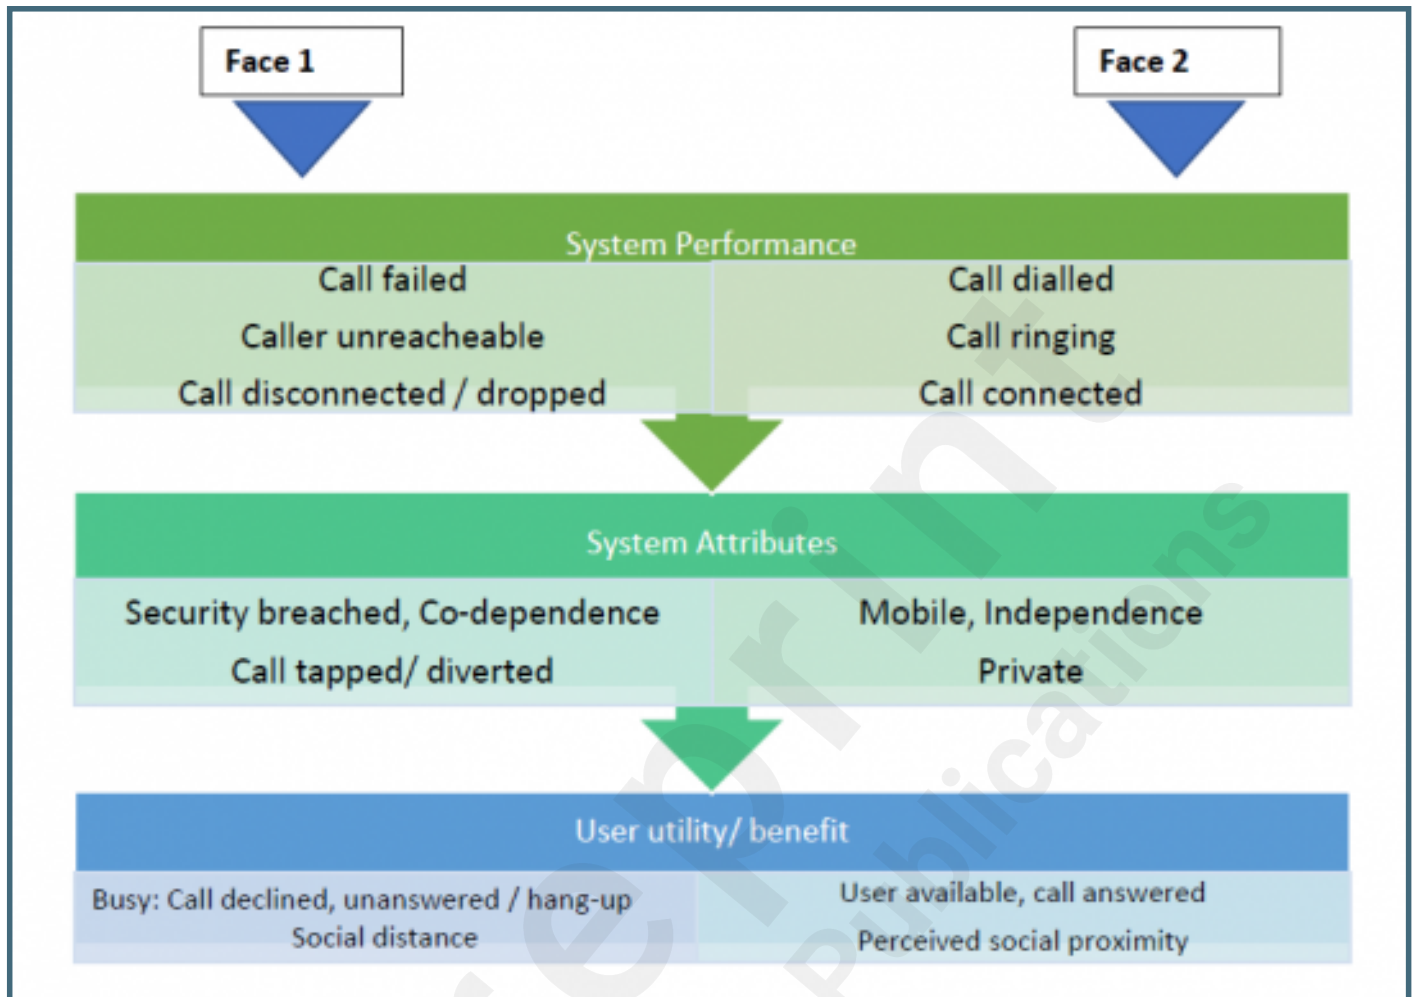 Face 1
Face 2
System Performance
Call failed
Caller unreacheable
Call disconnected / dropped
Call dialled
Call ringing
Call connected
System Attributes
Security breached, Co-dependence
Call tapped/ diverted
Mobile, Independence
Private
User utility/ benefit
Busy: Call declined, unanswered / hang-up
Social distance
User available, call answered
Perceived social proximity
eprint
Publications